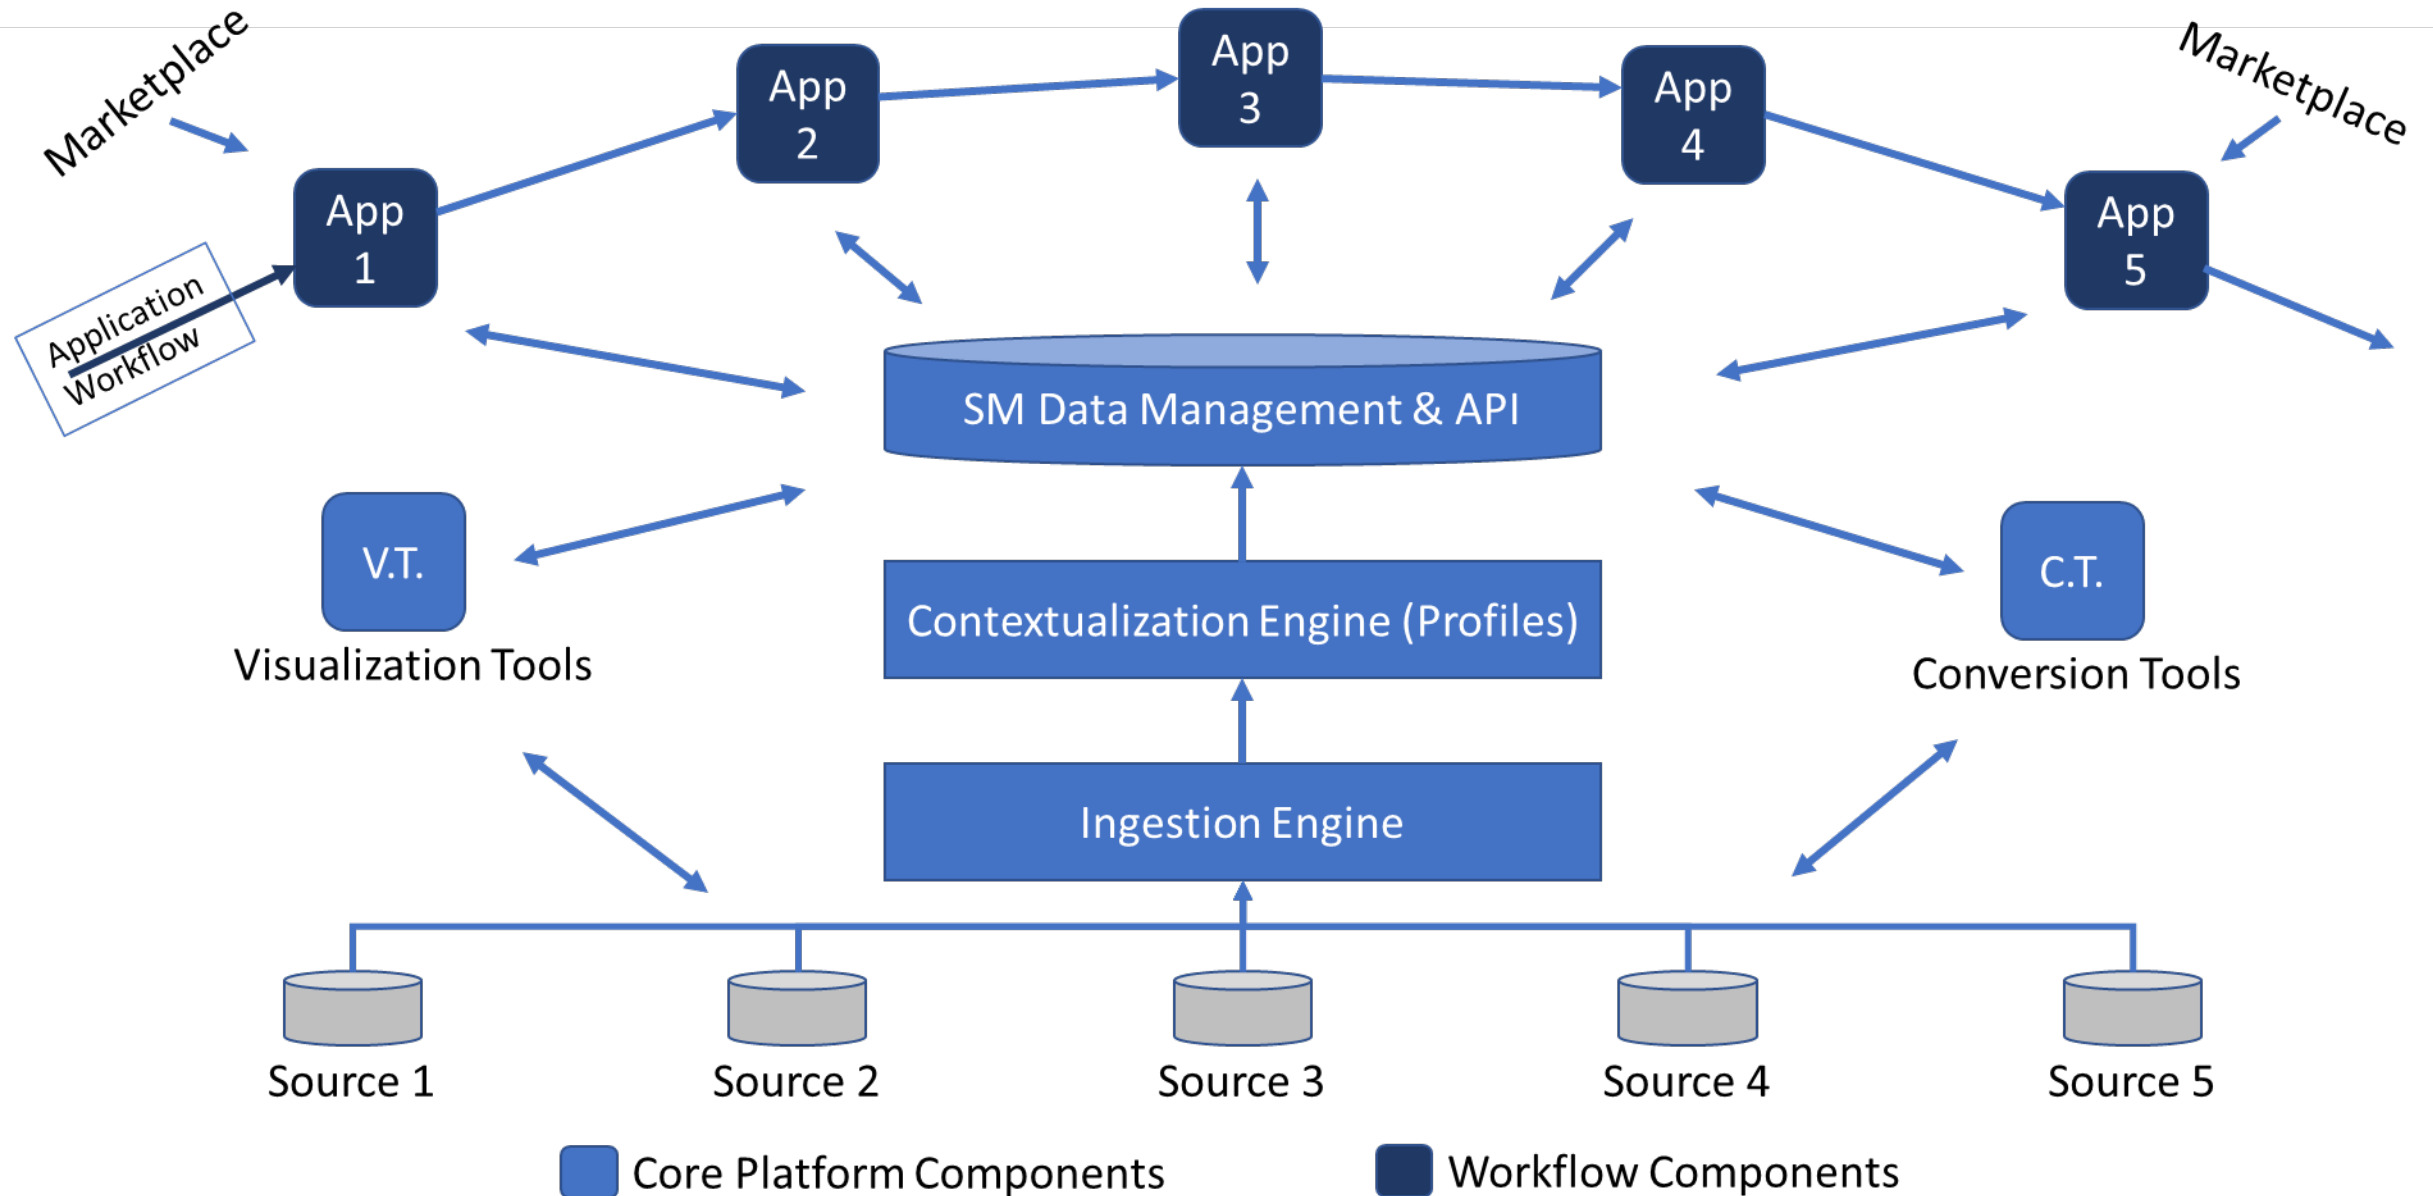 Marketplace
App
1
App
2
App
3
App
4
App
5
Marketplace
Application
Workflow
SM Data Management & API
V.T.
Visualization Tools
Contextualization Engine (Profiles)
C.T.
Conversion Tools
Ingestion Engine
Source 1
Source 2
Source 3
Source 4
Source 5
Core Platform Components
Workflow Components